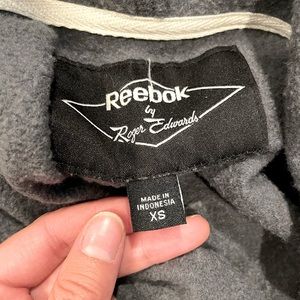 Reebok
by
Roger Edwards
MADE IN
INDONESIA
XS